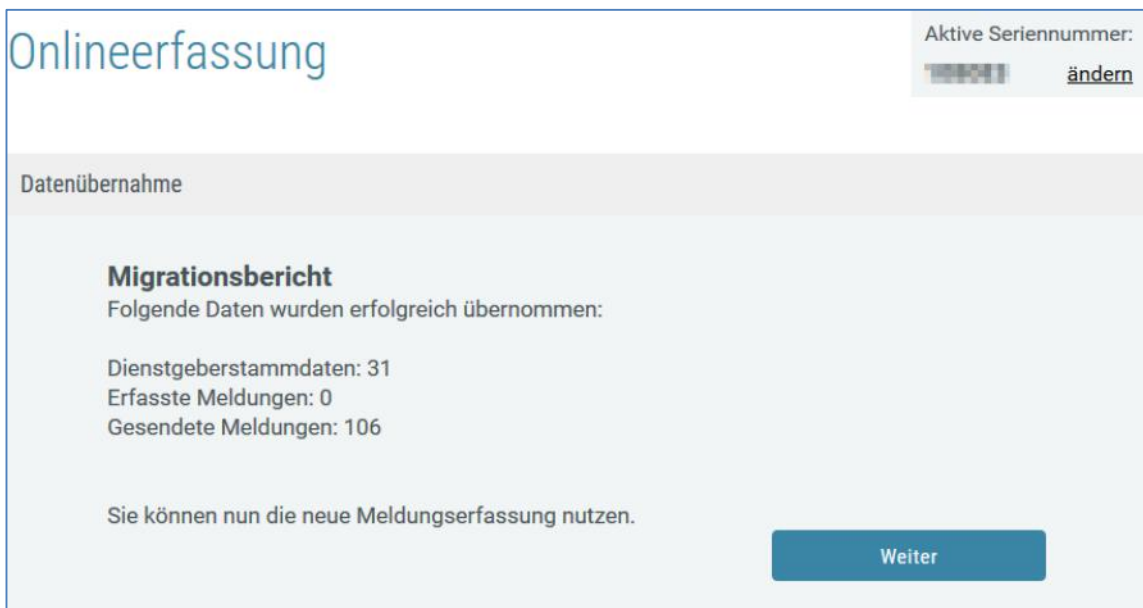 Onlineerfassung
Aktive Seriennummer:
ändern
Datenübernahme
Migrationsbericht
Folgende Daten wurden erfolgreich übernommen:
Dienstgeberstammdaten: 31
Erfasste Meldungen: 0
Gesendete Meldungen: 106
Sie können nun die neue Meldungserfassung nutzen.
Weiter